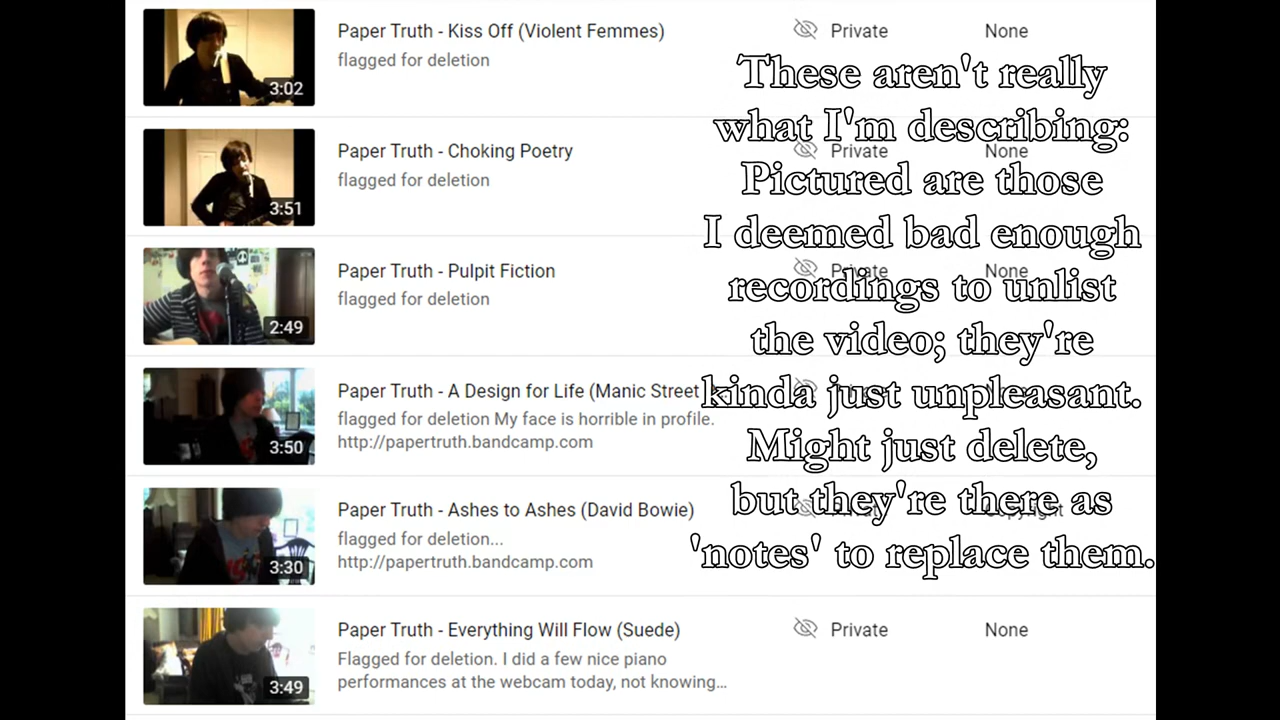 Paper Truth - Kiss Off (Violent Femmes)
flagged for deletion
3:02
Private
None
Paper Truth - Choking Poetry
flagged for deletion
3:51
Private
None
Paper Truth - Pulpit Fiction
flagged for deletion
2:49
Private
None
Paper Truth - A Design for Life (Manic Street
flagged for deletion My face is horrible in profile.
http://papertruth.bandcamp.com
3:50
Paper Truth - Ashes to Ashes (David Bowie)
flagged for deletion...
http://papertruth.bandcamp.com
3:30
Copyright
Paper Truth - Everything Will Flow (Suede)
Flagged for deletion. I did a few nice piano
performances at the webcam today, not knowing...
3:49
Private
None
These aren't really
what I'm describing:
Pictured are those
I deemed bad enough
recordings to unlist
the video; they're
kinda just unpleasant.
Might just delete,
but they're there as
'notes' to replace them.